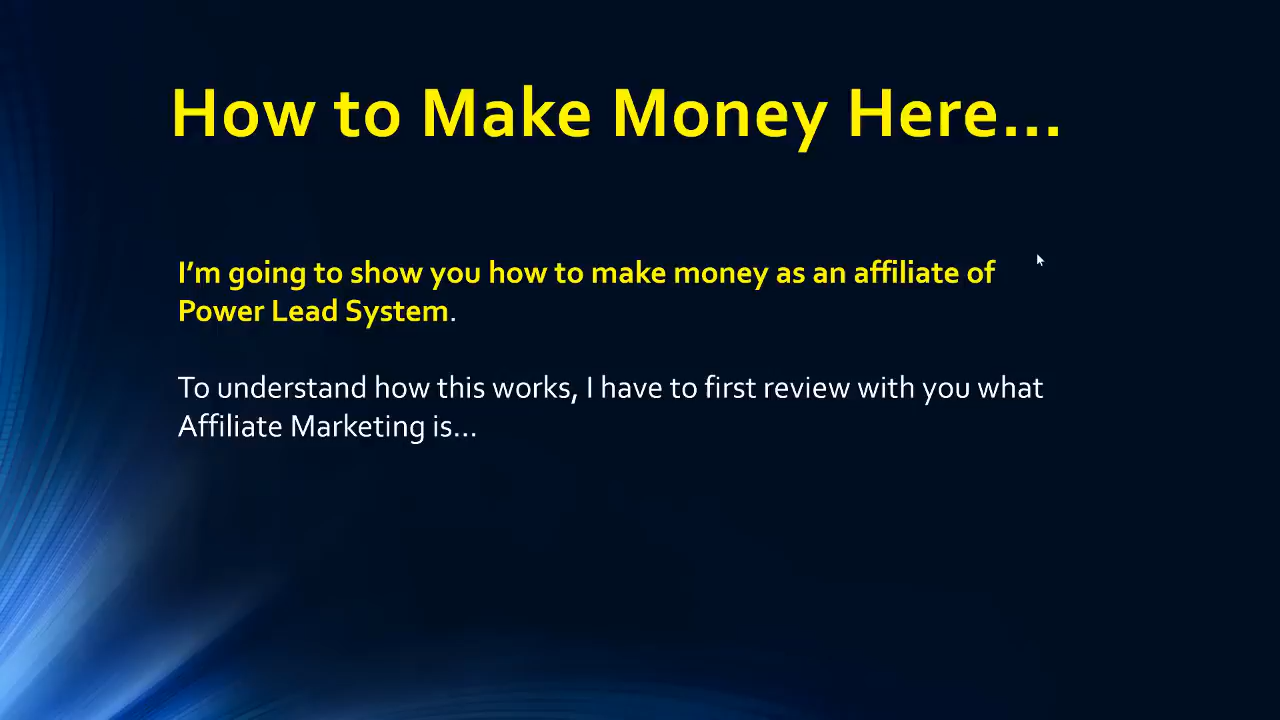 How to Make Money Here...
I’m going to show you how to make money as an affiliate of
Power Lead System.
To understand how this works, I have to first review with you what
Affiliate Marketing is...